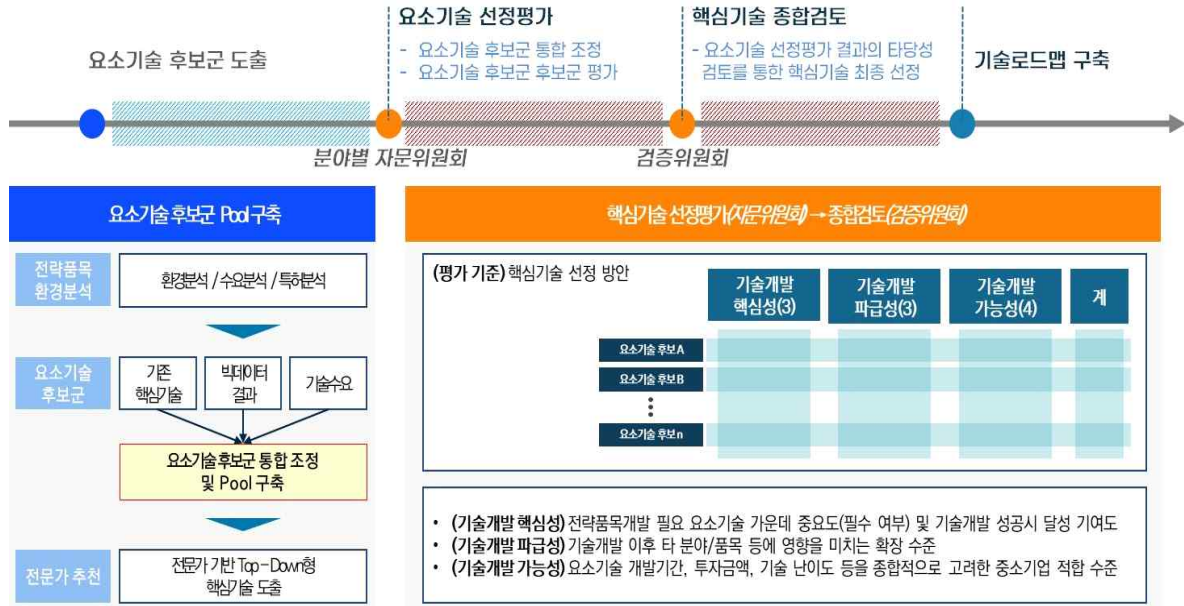 요소기술 후보군 도출
요소기술 선정평가
- 요소기술 후보군 통합 조정
- 요소기술 후보군 후보군 평가
핵심기술 종합검토
- 요소기술 선정평가 결과의 타당성
검토를 통한 핵심기술 최종 선정
기술로드맵 구축
분야별 자문위원회
검증위원회
요소기술 후보군 Pool 구축
전략품목
환경분석
환경분석 / 수요분석 / 특허분석
요소기술
후보군
기존
핵심기술
빅데이터
결과
기술수요
요소기술후보군 통합 조정
및 Pool 구축
전문가 추천
전문가 기반 Top-Down형
핵심기술 도출
핵심기술 선정평가(자문위원회) → 종합검토(검증위원회)
(평가 기준) 핵심기술 선정 방안
기술개발
핵심성(3)
기술개발
파급성(3)
기술개발
가능성(4)
계
요소기술 후보 A
요소기술 후보 B
⋮
요소기술 후보 n
• (기술개발 핵심성) 전략품목개발 필요 요소기술 가운데 중요도(필수 여부) 및 기술개발 성공시 달성 기여도
• (기술개발 파급성) 기술개발 이후 타 분야/품목 등에 영향을 미치는 확장 수준
• (기술개발 가능성) 요소기술 개발기간, 투자금액, 기술 난이도 등을 종합적으로 고려한 중소기업 적합 수준